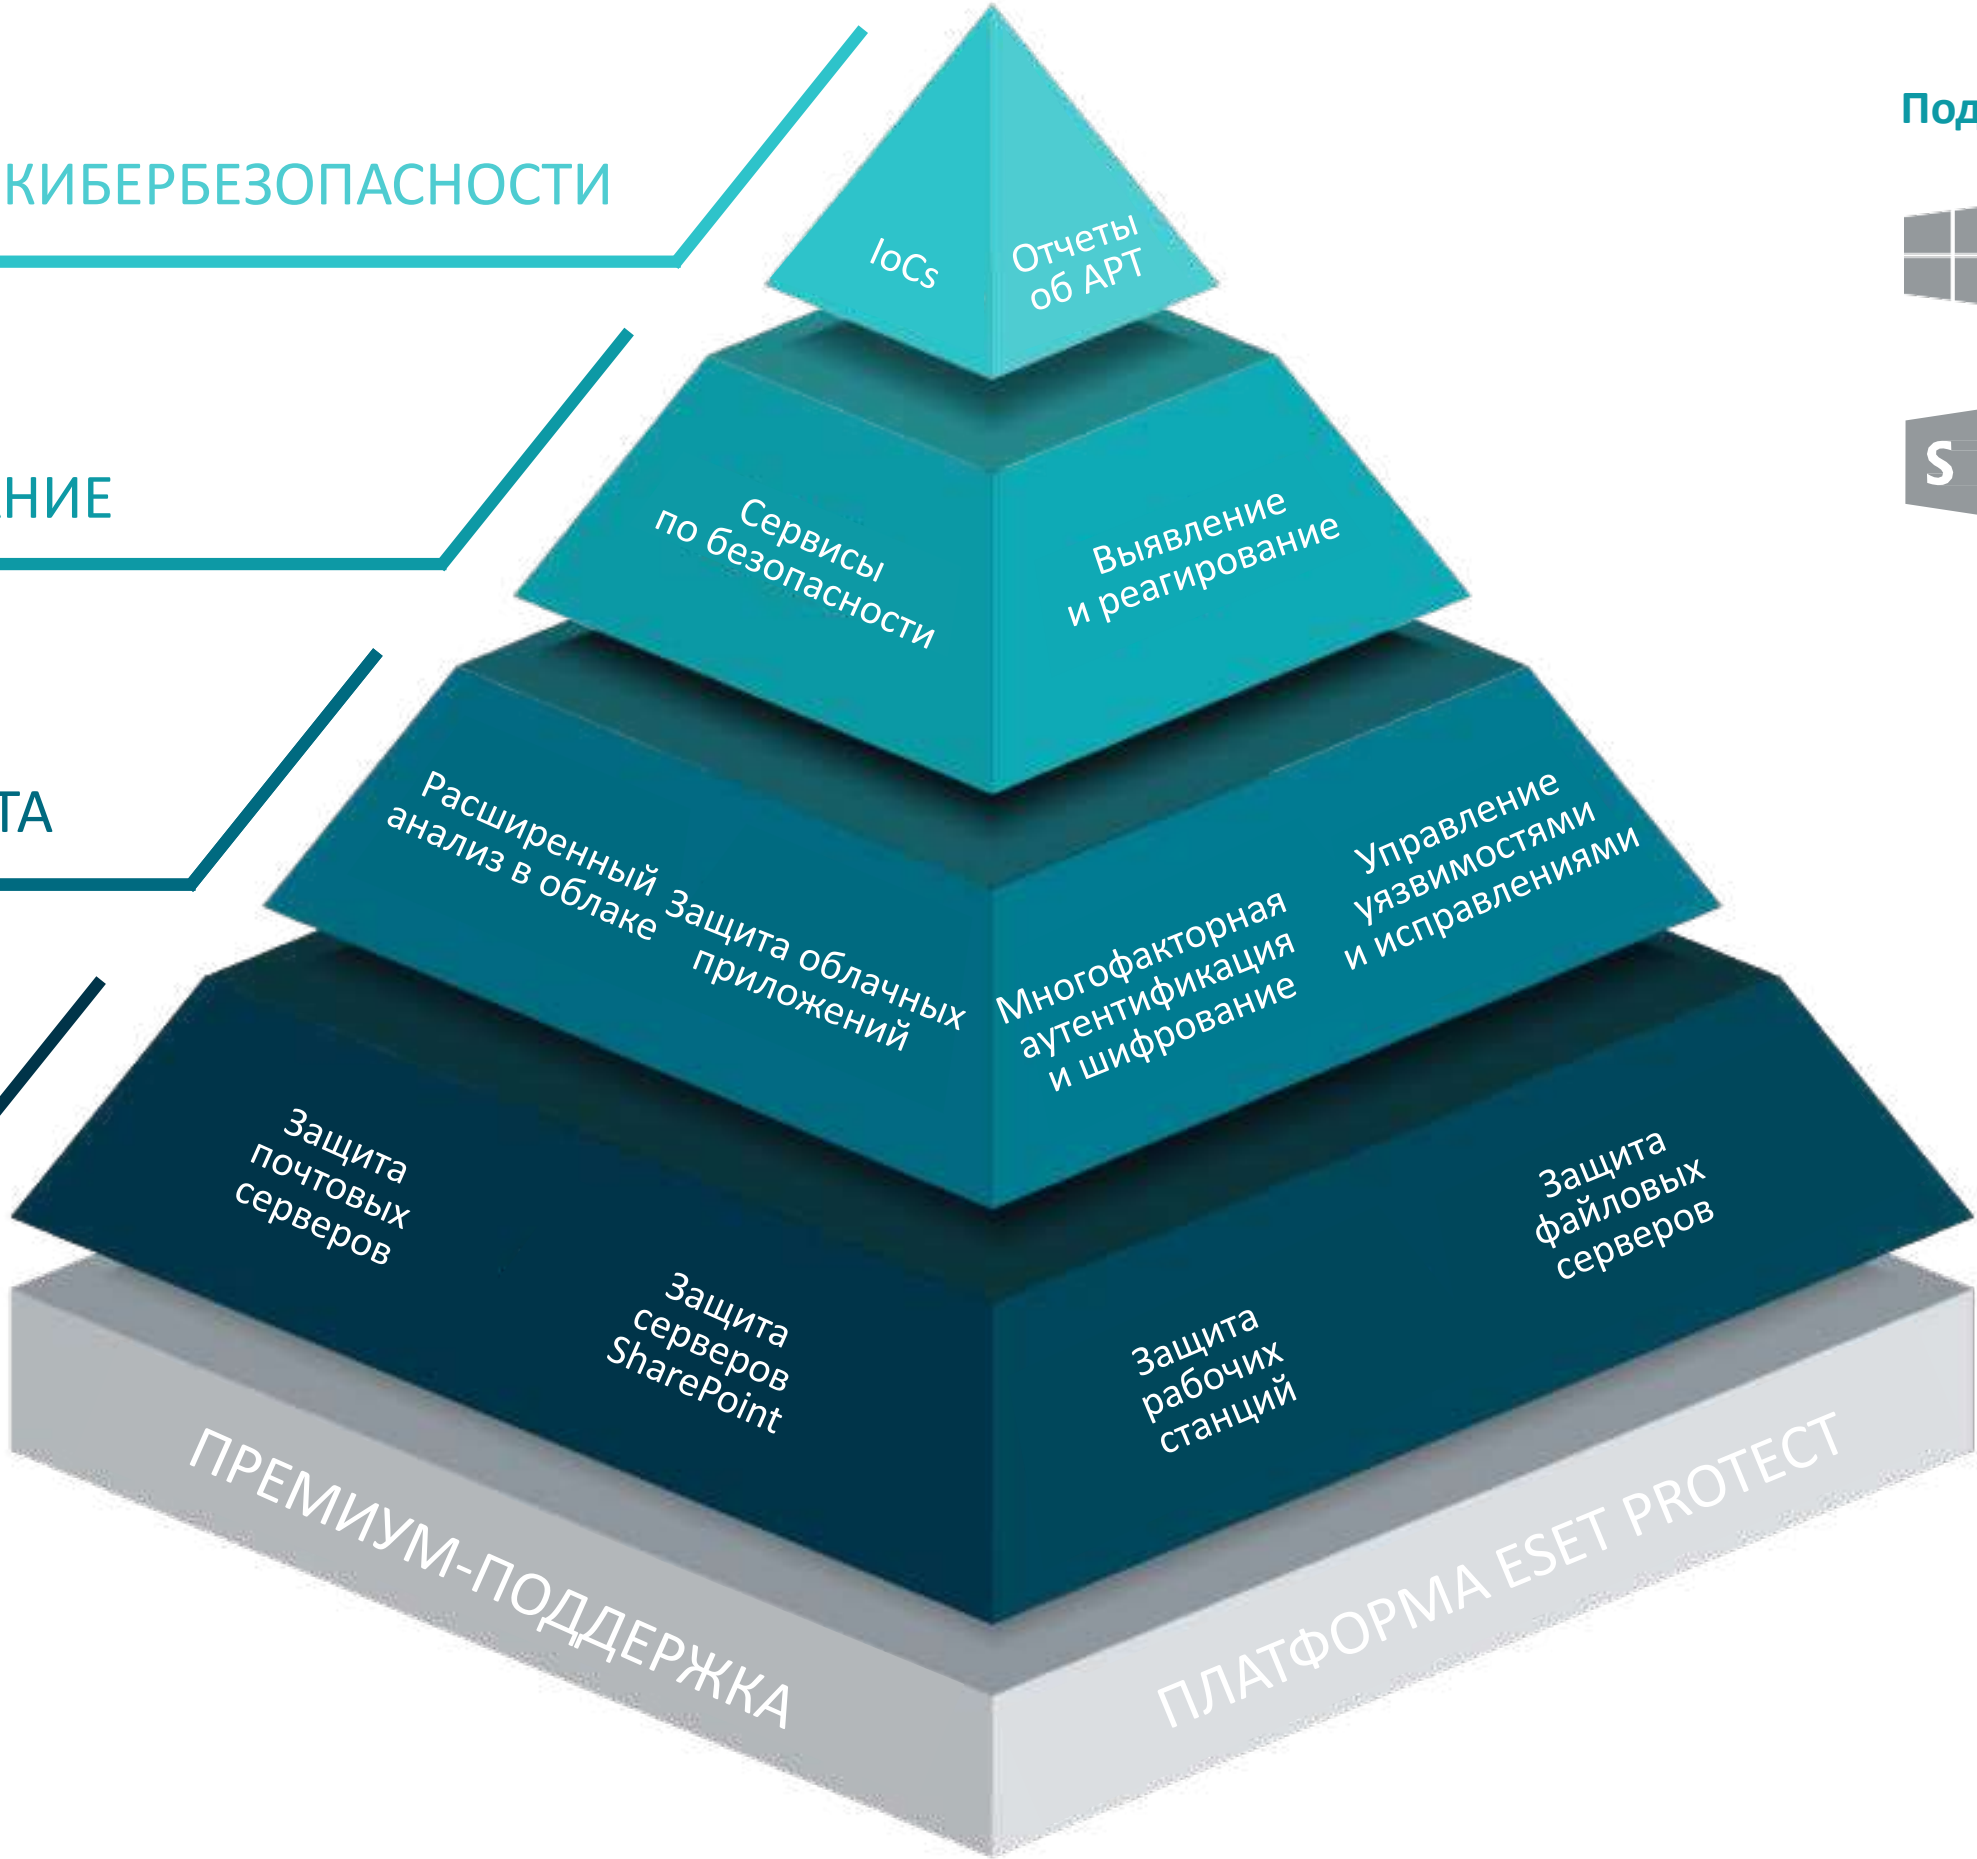 Под
КИБЕРБЕЗОПАСНОСТИ
IoCs
Отчеты
об APT
НИЕ
S
Сервисы
по безопасности
Выявление
и реагирование
ТА
Расширенный
анализ в облаке
Защита облачных
приложений
Многофакторная
аутентификация
и шифрование
Управление
уязвимостями
и исправлениями
Защита
почтовых
серверов
Защита
серверов
SharePoint
Защита
рабочих
станций
Защита
файловых
серверов
ПРЕМИУМ-ПОДДЕРЖКА
ПЛАТФОРМА ESET PROTECT